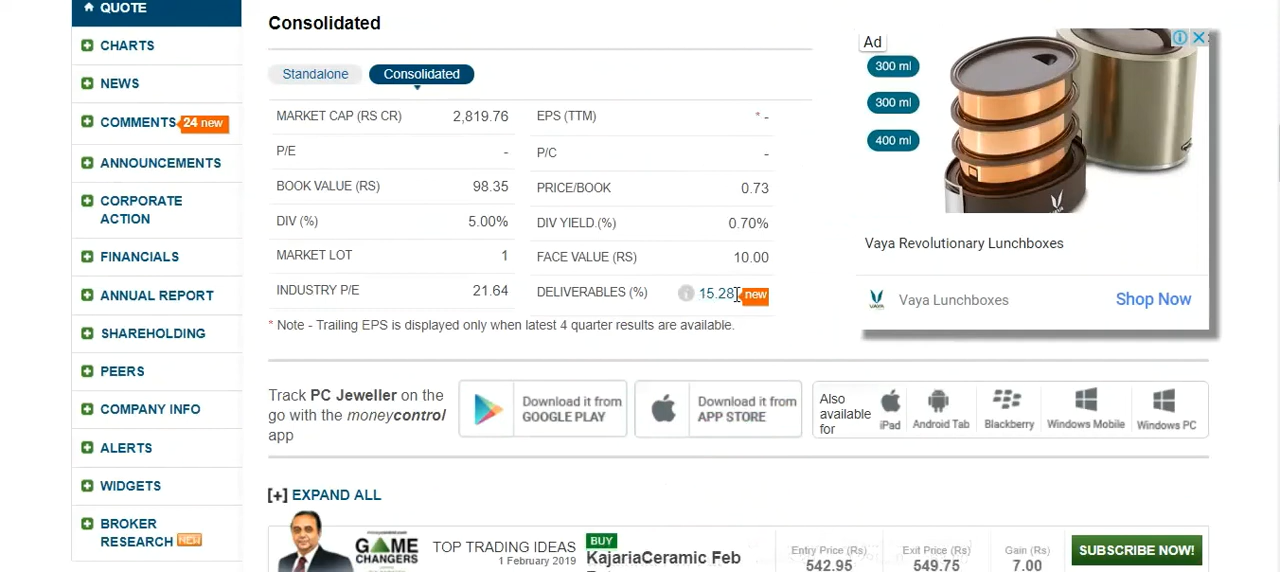 QUOTE
CHARTS
NEWS
COMMENTS 24 new
ANNOUNCEMENTS
CORPORATE
ACTION
FINANCIALS
ANNUAL REPORT
SHAREHOLDING
PEERS
COMPANY INFO
ALERTS
WIDGETS
BROKER
RESEARCH NEW
Consolidated
Standalone Consolidated
MARKET CAP (RS CR) 2,819.76
P/E -
BOOK VALUE (RS) 98.35
DIV (%) 5.00%
MARKET LOT 1
INDUSTRY P/E 21.64
EPS (TTM) * -
P/C -
PRICE/BOOK 0.73
DIV YIELD.(%) 0.70%
FACE VALUE (RS) 10.00
DELIVERABLES (%) 15.28 new
* Note - Trailing EPS is displayed only when latest 4 quarter results are available.
Ad
300 ml
300 ml
400 ml
Vaya Revolutionary Lunchboxes
VAYA Vaya Lunchboxes Shop Now
Track PC Jeweller on the
go with the moneycontrol
app
Download it from
GOOGLE PLAY
Download it from
APP STORE
Also
available
for
iPad Android Tab Blackberry Windows Mobile Windows PC
[+] EXPAND ALL
GAME
CHANGERS
TOP TRADING IDEAS
1 February 2019
BUY
KajariaCeramic Feb
Entry Price (Rs)
542.95
Exit Price (Rs)
549.75
Gain (Rs)
7.00
SUBSCRIBE NOW!